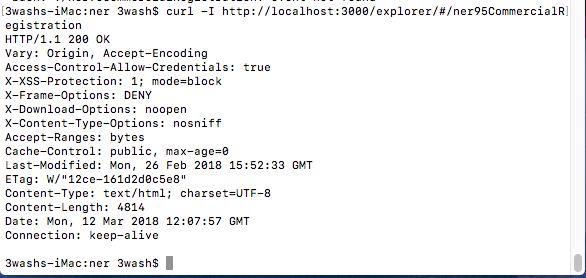 [3washs-iMac:ner 3wash$ curl -I http://localhost:3000/explorer/#/ner95CommercialR]
egistration
HTTP/1.1 200 OK
Vary: Origin, Accept-Encoding
Access-Control-Allow-Credentials: true
X-XSS-Protection: 1; mode=block
X-Frame-Options: DENY
X-Download-Options: noopen
X-Content-Type-Options: nosniff
Accept-Ranges: bytes
Cache-Control: public, max-age=0
Last-Modified: Mon, 26 Feb 2018 15:52:33 GMT
ETag: W/"12ce-161d2d0c5e8"
Content-Type: text/html; charset=UTF-8
Content-Length: 4814
Date: Mon, 12 Mar 2018 12:07:57 GMT
Connection: keep-alive
3washs-iMac:ner 3wash$